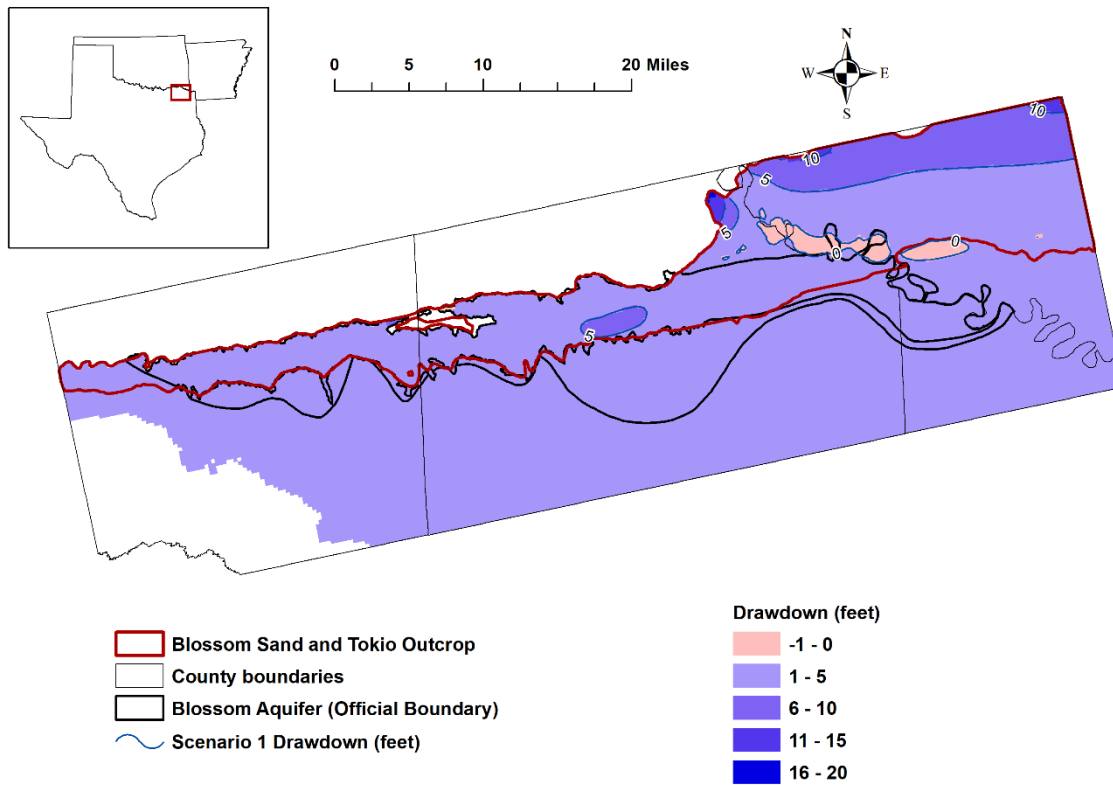 0 5 10 20 Miles
N
W E
S
10
10
5
5
0
0
5
Blossom Sand and Tokio Outcrop
County boundaries
Blossom Aquifer (Official Boundary)
Scenario 1 Drawdown (feet)
Drawdown (feet)
-1 - 0
1 - 5
6 - 10
11 - 15
16 - 20